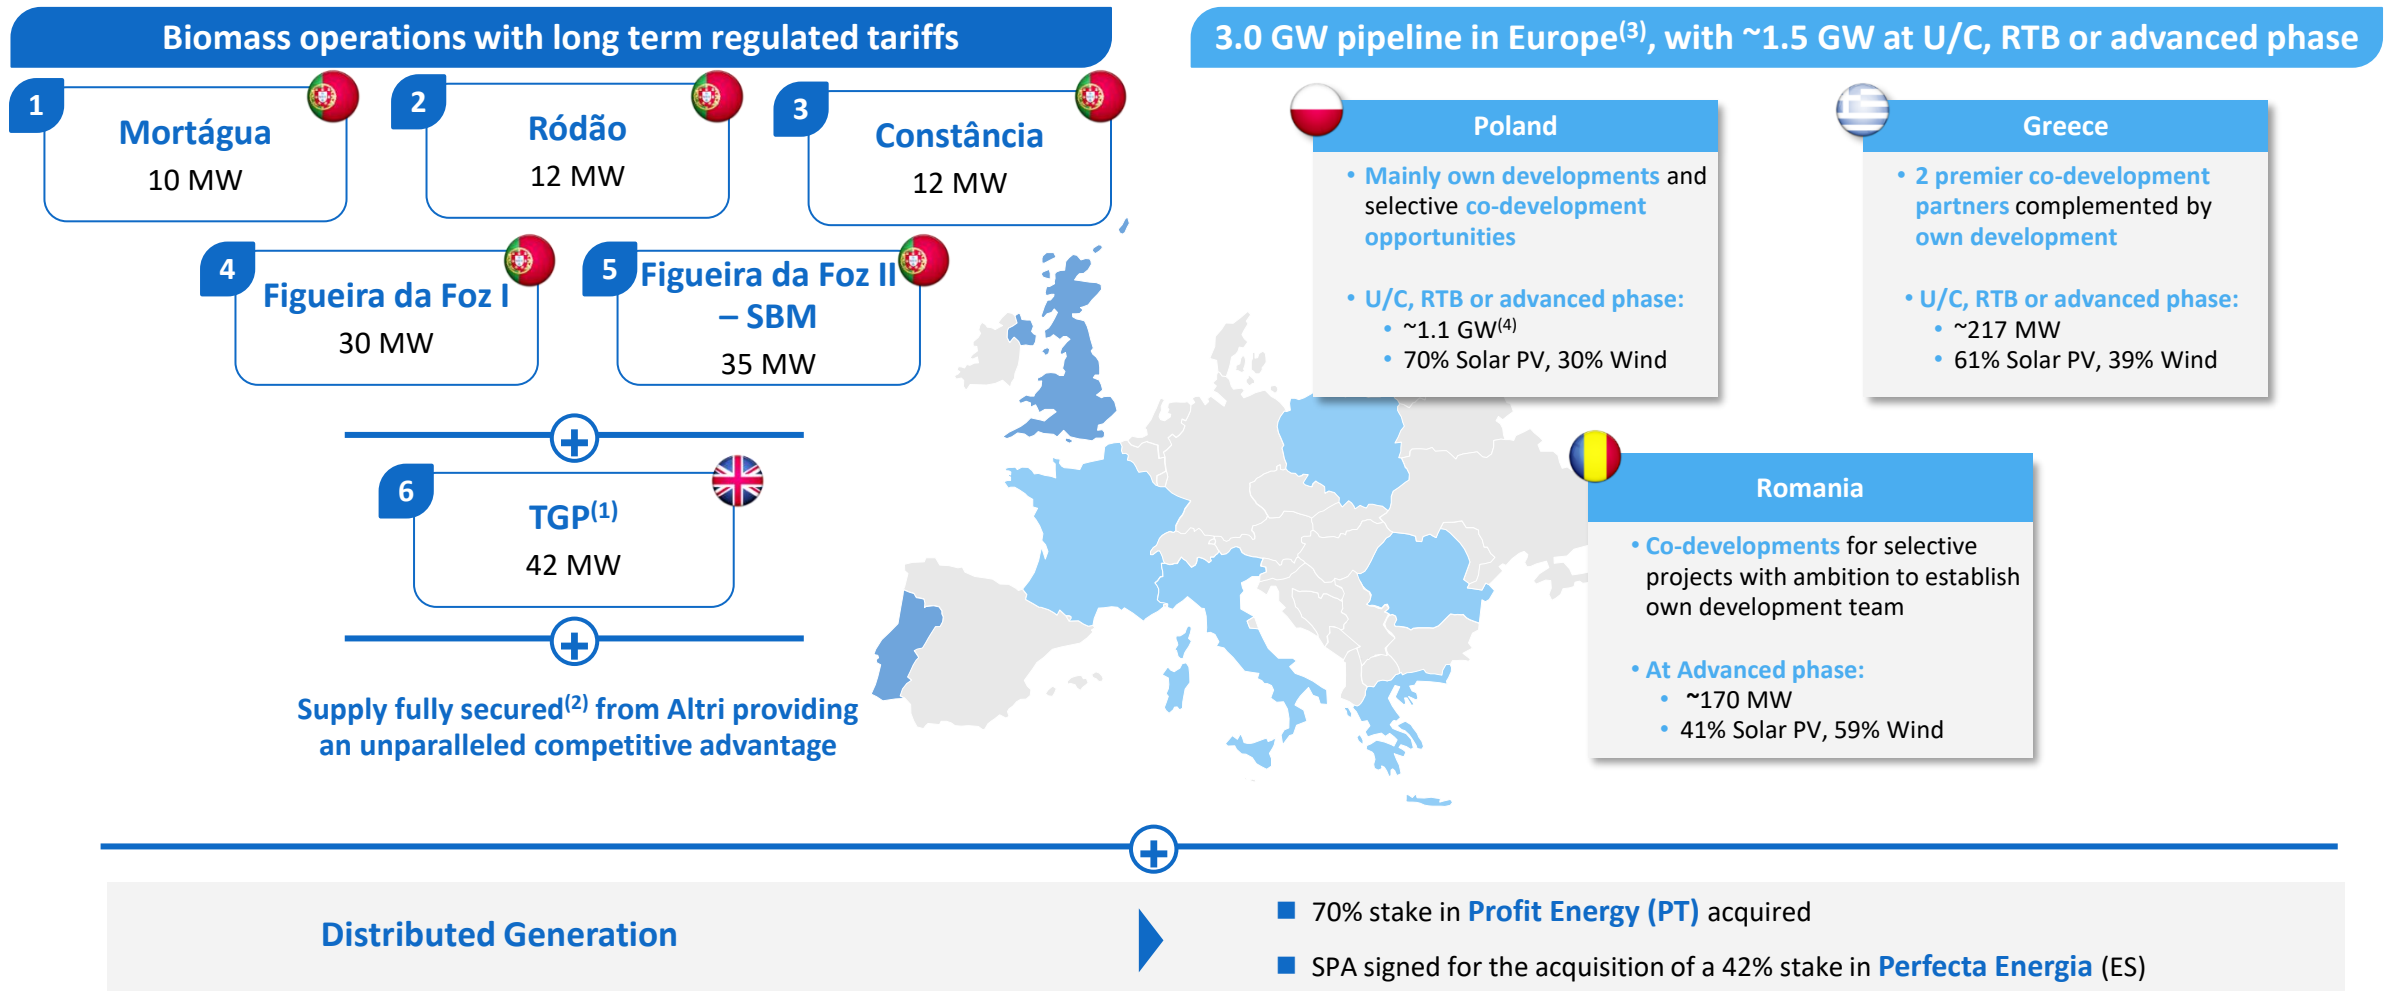 Biomass operations with long term regulated tariffs
1
Mortágua
10 MW
2
Ródão
12 MW
3
Constância
12 MW
4
Figueira da Foz I
30 MW
5
Figueira da Foz II
– SBM
35 MW
6
TGP(1)
42 MW
Supply fully secured(2) from Altri providing
an unparalleled competitive advantage
3.0 GW pipeline in Europe(3), with ~1.5 GW at U/C, RTB or advanced phase
Poland
• Mainly own developments and
selective co-development
opportunities
• U/C, RTB or advanced phase:
• ~1.1 GW(4)
• 70% Solar PV, 30% Wind
Greece
• 2 premier co-development
partners complemented by
own development
• U/C, RTB or advanced phase:
• ~217 MW
• 61% Solar PV, 39% Wind
Romania
• Co-developments for selective
projects with ambition to establish
own development team
• At Advanced phase:
• ~170 MW
• 41% Solar PV, 59% Wind
Distributed Generation
■ 70% stake in Profit Energy (PT) acquired
■ SPA signed for the acquisition of a 42% stake in Perfecta Energia (ES)